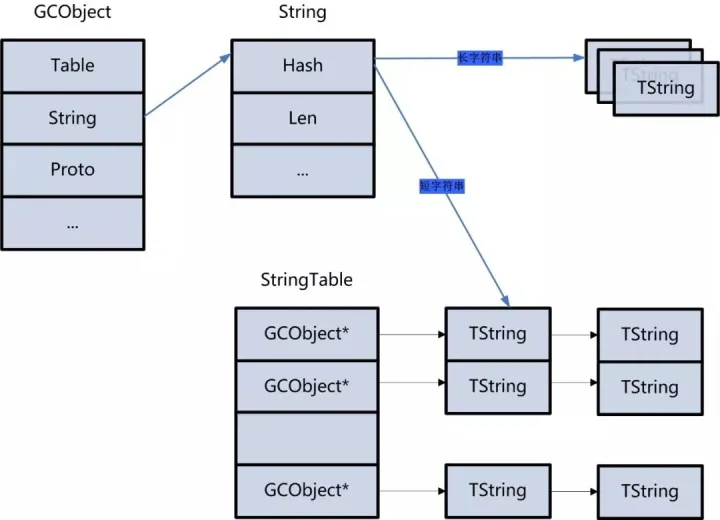 GCObject
String
Table
String
Proto
...
Hash
Len
...
长字符串
TString
TString
短字符串
StringTable
GCObject*
TString
TString
GCObject*
TString
TString
GCObject*
TString
TString